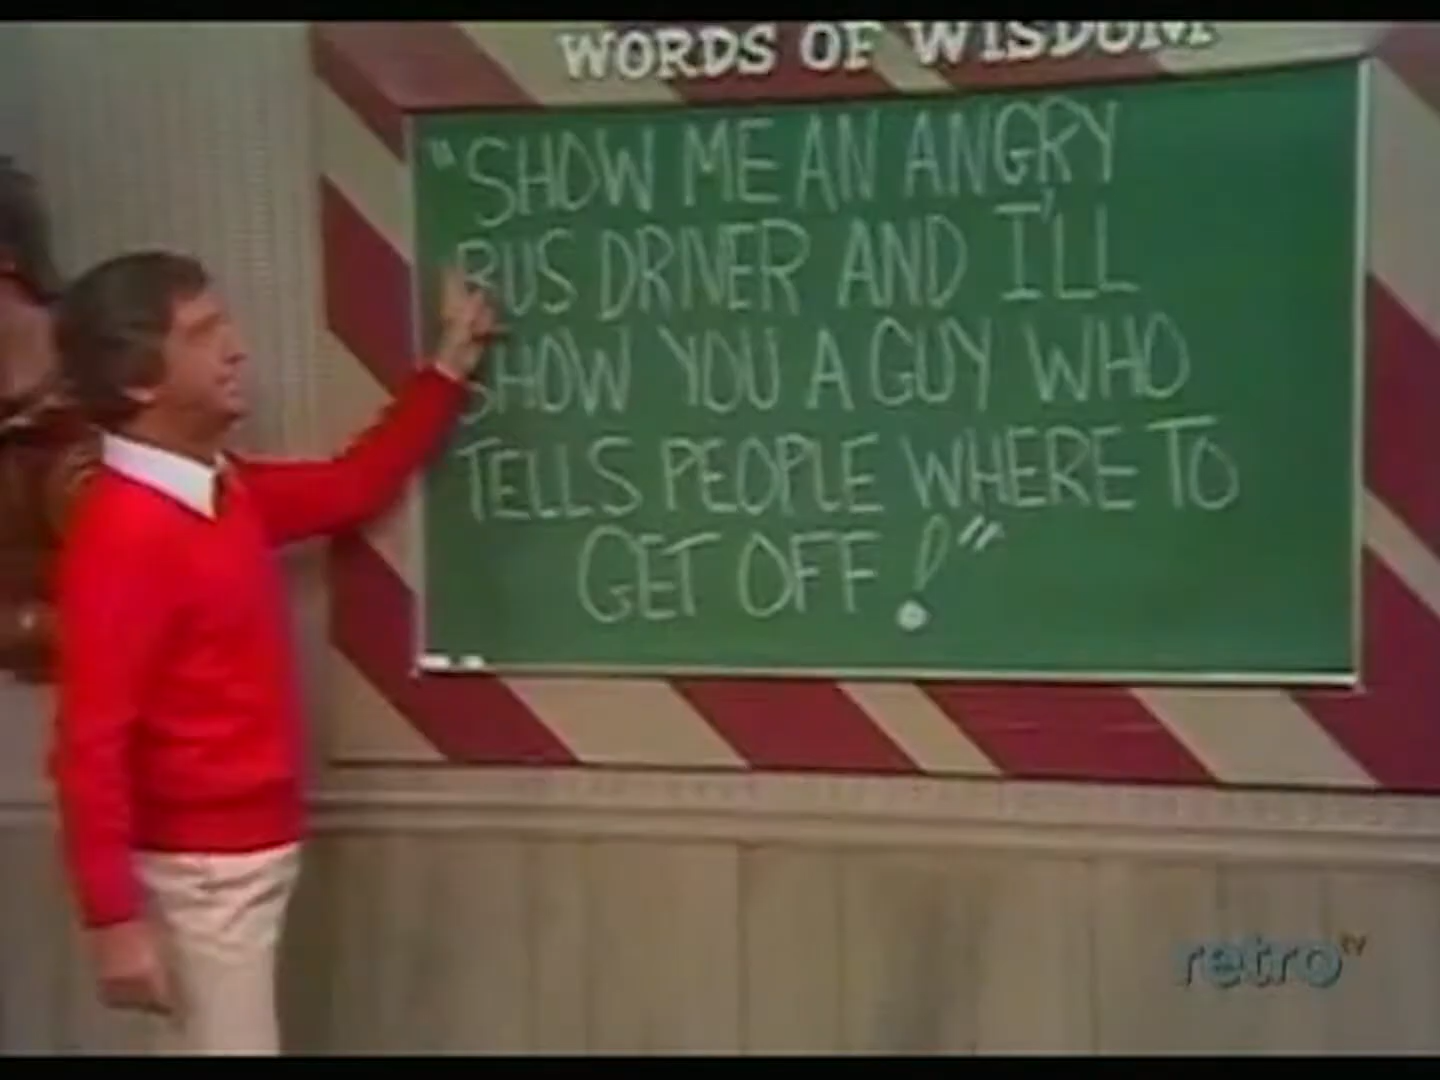 WORDS OF WISDOM
"SHOW ME AN ANGRY
BUS DRIVER AND I'LL
SHOW YOU A GUY WHO
TELLS PEOPLE WHERE TO
GET OFF!"
retro tv